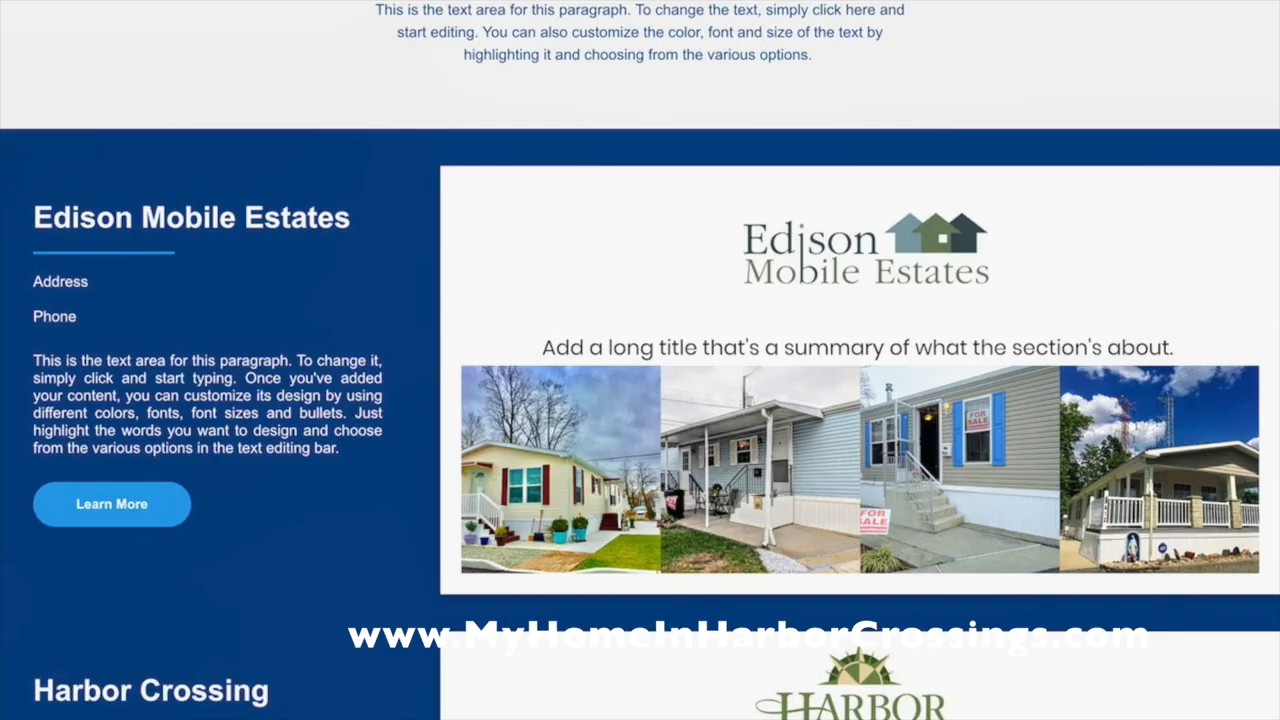 This is the text area for this paragraph. To change the text, simply click here and
start editing. You can also customize the color, font and size of the text by
highlighting it and choosing from the various options.
Edison Mobile Estates
Address
Phone
This is the text area for this paragraph. To change it,
simply click and start typing. Once you've added
your content, you can customize its design by using
different colors, fonts, font sizes and bullets. Just
highlight the words you want to design and choose
from the various options in the text editing bar.
Learn More
Edison
Mobile Estates
Add a long title that's a summary of what the section's about.
FOR
SALE
FOR
SALE
www.MyHomeInHarborCrossings.com
Harbor Crossing
HARBOR